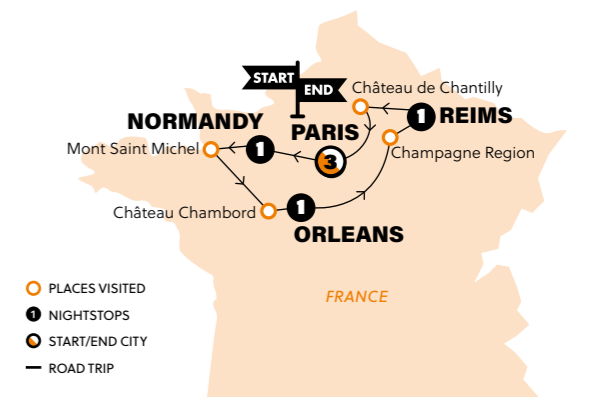 START
END
Château de Chantilly
NORMANDY
PARIS
1
REIMS
Mont Saint Michel
1
3
Champagne Region
Château Chambord
1
ORLEANS
FRANCE
PLACES VISITED
1 NIGHTSTOPS
START/END CITY
ROAD TRIP